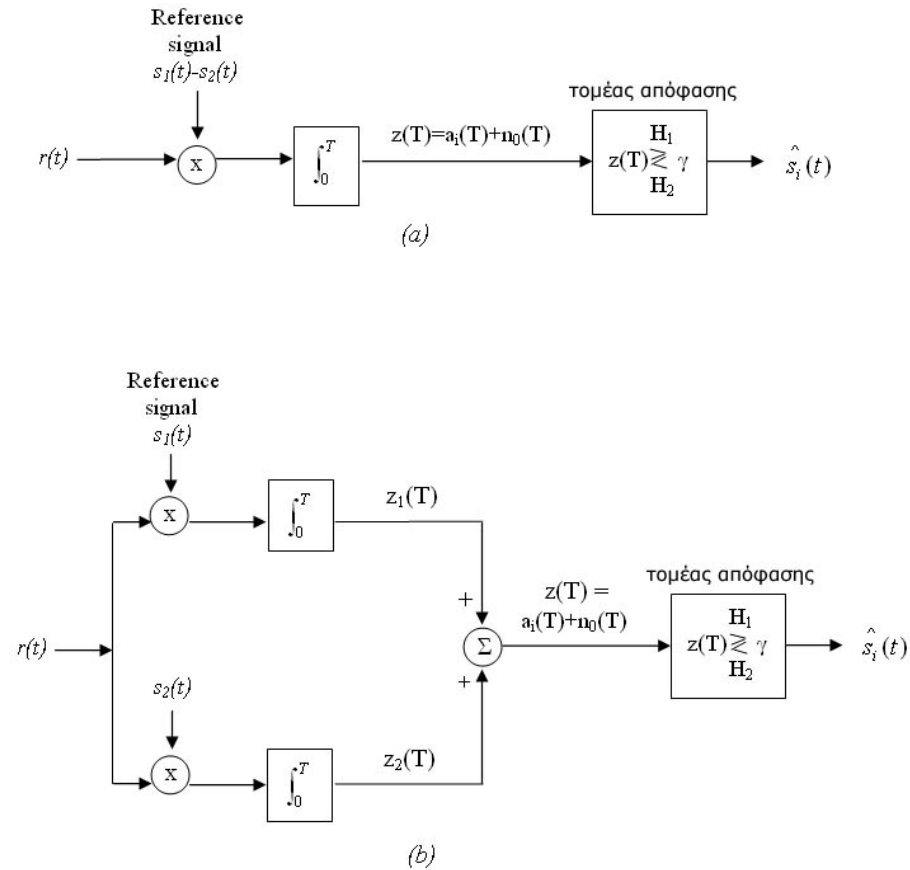 Reference
signal
s₁(t)-s₂(t)
τομέας απόφασης
r(t)
x
∫₀ᵀ
z(T)=aᵢ(T)+n₀(T)
H₁
z(T) ≷ γ
H₂
ŝᵢ(t)
(a)
Reference
signal
s₁(t)
x
∫₀ᵀ
z₁(T)
+
r(t)
Σ
z(T) =
aᵢ(T)+n₀(T)
τομέας απόφασης
H₁
z(T) ≷ γ
H₂
ŝᵢ(t)
+
s₂(t)
x
∫₀ᵀ
z₂(T)
(b)